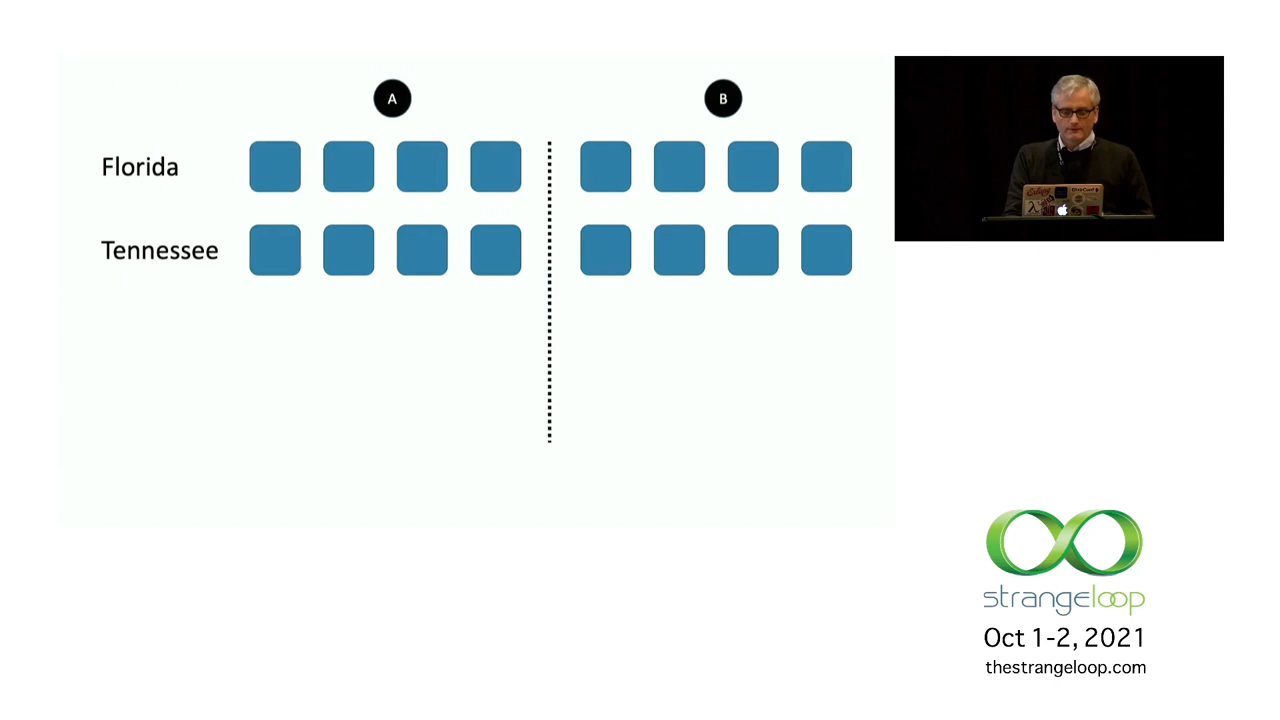 A
B
Florida
Tennessee
strangeloop
Oct 1-2, 2021
thestrangeloop.com